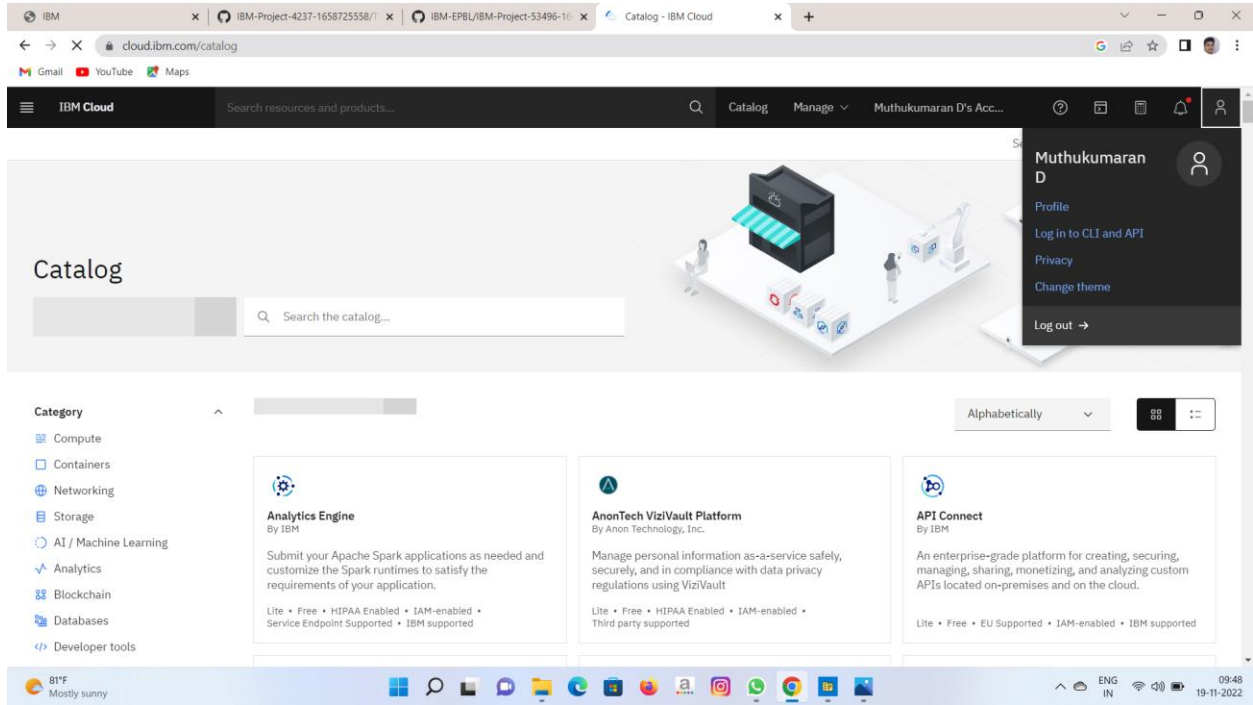 IBM
IBM-Project-4237-1658725558/
IBM-EPBL/IBM-Project-53496-16
Catalog - IBM Cloud
cloud.ibm.com/catalog
Gmail
YouTube
Maps
IBM Cloud
Search resources and products...
Catalog
Manage
Muthukumaran D's Acc...
Muthukumaran
D
Profile
Log in to CLI and API
Privacy
Change theme
Log out →
Catalog
Search the catalog...
Category
Compute
Containers
Networking
Storage
AI / Machine Learning
Analytics
Blockchain
Databases
Developer tools
Alphabetically
Analytics Engine
By IBM
Submit your Apache Spark applications as needed and
customize the Spark runtimes to satisfy the
requirements of your application.
Lite • Free • HIPAA Enabled • IAM-enabled •
Service Endpoint Supported • IBM supported
AnonTech ViziVault Platform
By Anon Technology, Inc.
Manage personal information as-a-service safely,
securely, and in compliance with data privacy
regulations using ViziVault
Lite • Free • HIPAA Enabled • IAM-enabled •
Third party supported
API Connect
By IBM
An enterprise-grade platform for creating, securing,
managing, sharing, monetizing, and analyzing custom
APIs located on-premises and on the cloud.
Lite • Free • EU Supported • IAM-enabled • IBM supported
81°F
Mostly sunny
ENG
IN
09:48
19-11-2022